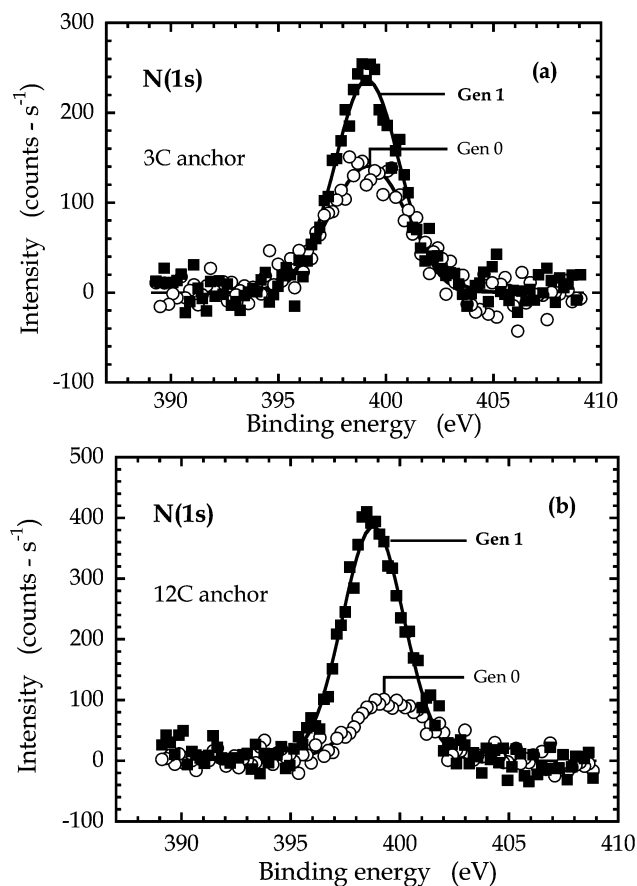 300
N(1s)
(a)
200
Gen 1
3C anchor
Gen 0
100
0
-100
Intensity (counts - s⁻¹)
390 395 400 405 410
Binding energy (eV)
500
N(1s)
(b)
400
Gen 1
300
12C anchor
200
Gen 0
100
0
-100
Intensity (counts - s⁻¹)
390 395 400 405 410
Binding energy (eV)